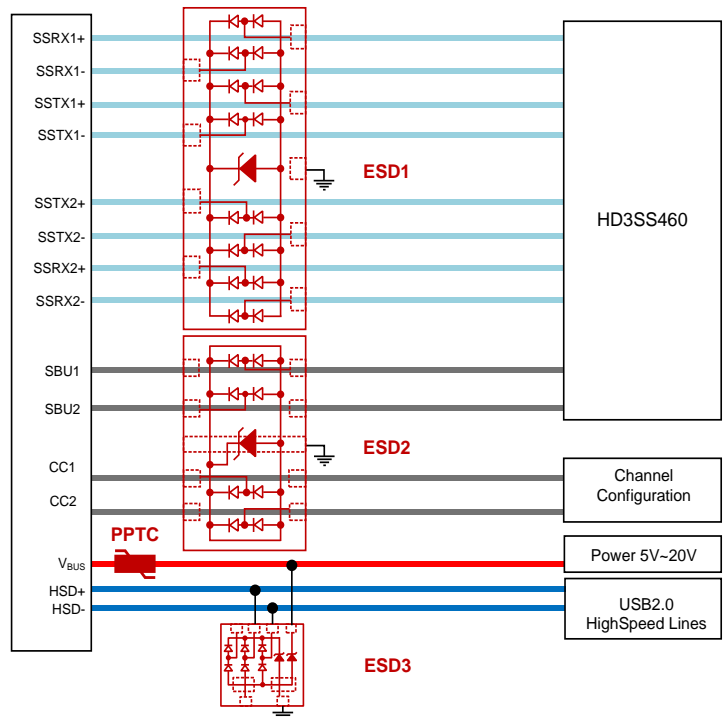 SSRX1+
SSRX1-
SSTX1+
SSTX1-
ESD1
SSTX2+
SSTX2-
SSRX2+
SSRX2-
HD3SS460
SBU1
SBU2
ESD2
CC1
CC2
Channel
Configuration
PPTC
VBUS
Power 5V~20V
HSD+
HSD-
USB2.0
HighSpeed Lines
ESD3